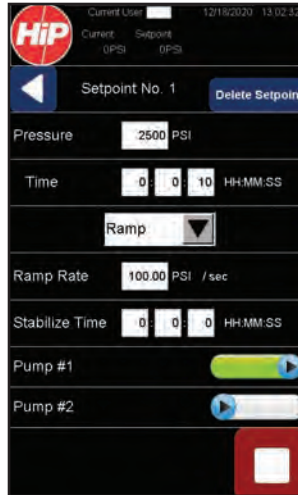 HiP
Current User 12/18/2020 13:02:32
Current Setpoint
0PSI 0PSI
Setpoint No. 1
Delete Setpoin
Pressure 2500 PSI
Time 0 : 0 : 10 HH:MM:SS
Ramp
Ramp Rate 100.00 PSI / sec
Stabilize Time 0 : 0 : 0 HH:MM:SS
Pump #1
Pump #2